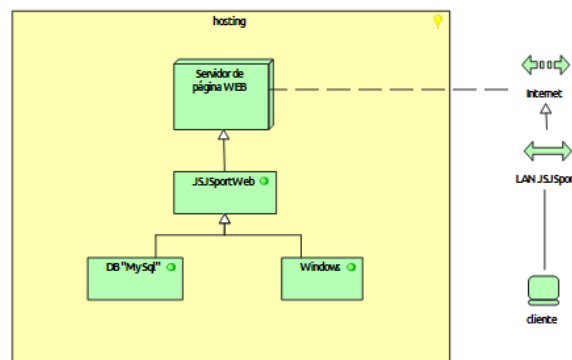 hosting
Servidor de
página WEB
Internet
JSJSportWeb
LAN JSJSpor
DB "MySql"
Windows
cliente